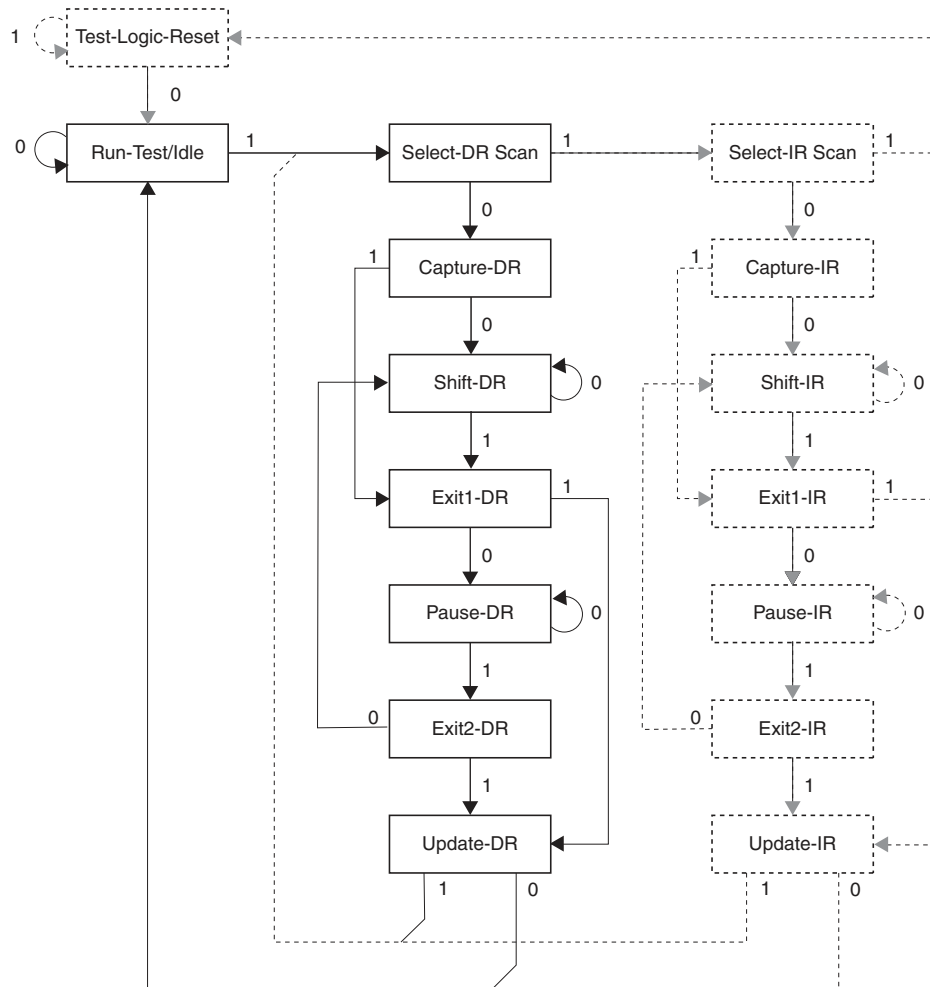 Test-Logic-Reset
1
0
0
Run-Test/Idle
1
Select-DR Scan
1
Select-IR Scan
1
0
0
1
Capture-DR
1
Capture-IR
0
0
Shift-DR
0
Shift-IR
0
1
1
Exit1-DR
1
Exit1-IR
1
0
0
Pause-DR
0
Pause-IR
0
1
1
0
Exit2-DR
0
Exit2-IR
1
1
Update-DR
Update-IR
1
0
1
0